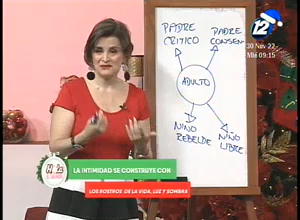 PADRE
CRITICO
PADRE
CONSEN
ADULTO
NIÑO
REBELDE
NIÑO
LIBRE
12
30 Nov 22
Mié 09:15
LA INTIMIDAD SE CONSTRUYE CON
LOS ROSTROS DE LA VIDA, LUZ Y SOMBRAS